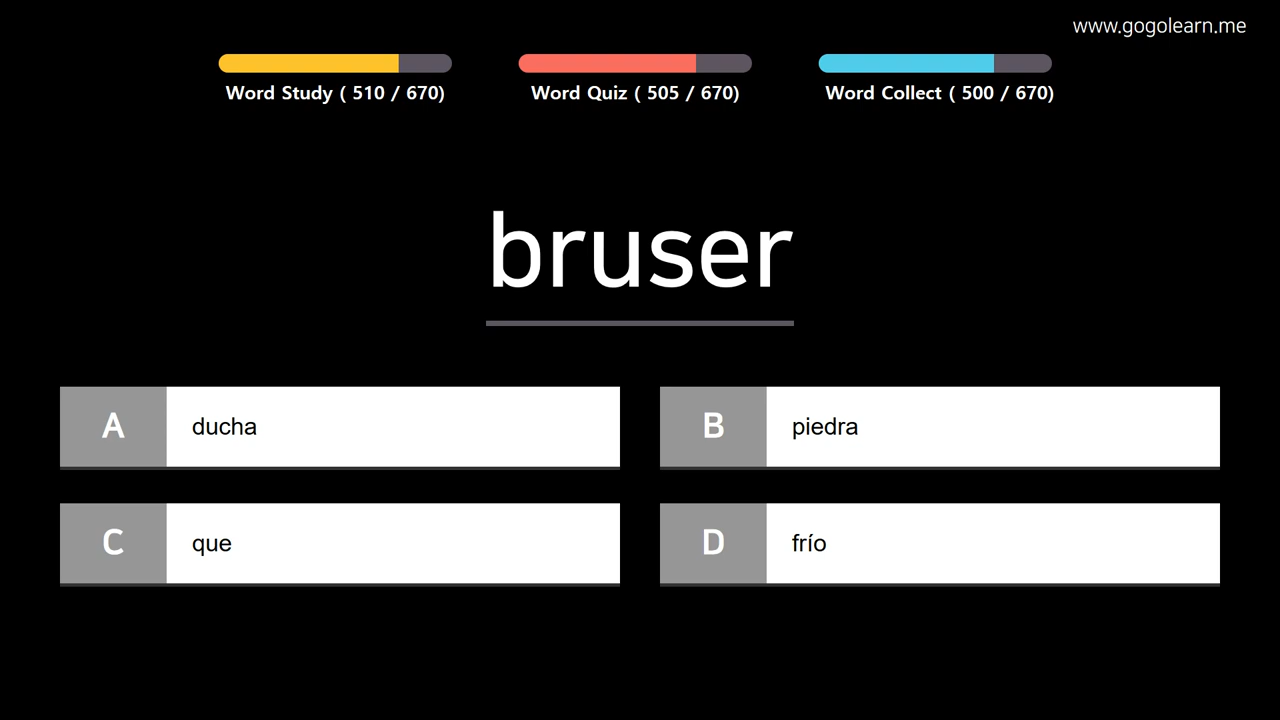 www.gogolearn.me
Word Study ( 510 / 670)
Word Quiz ( 505 / 670)
Word Collect ( 500 / 670)
bruser
A ducha
B piedra
C que
D frío